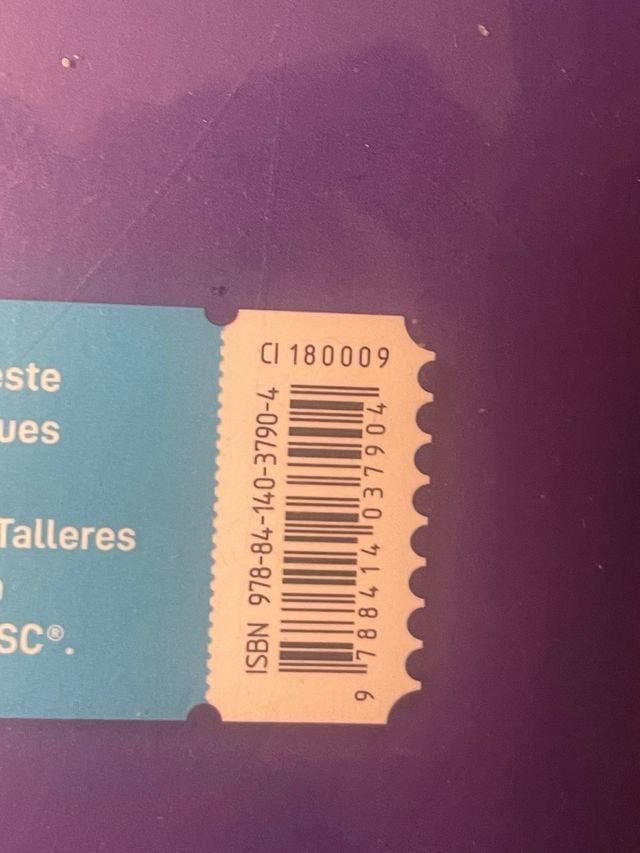 este
ues
Talleres
SC®.
CI 180009
ISBN 978-84-140-3790-4
9 788414 037904